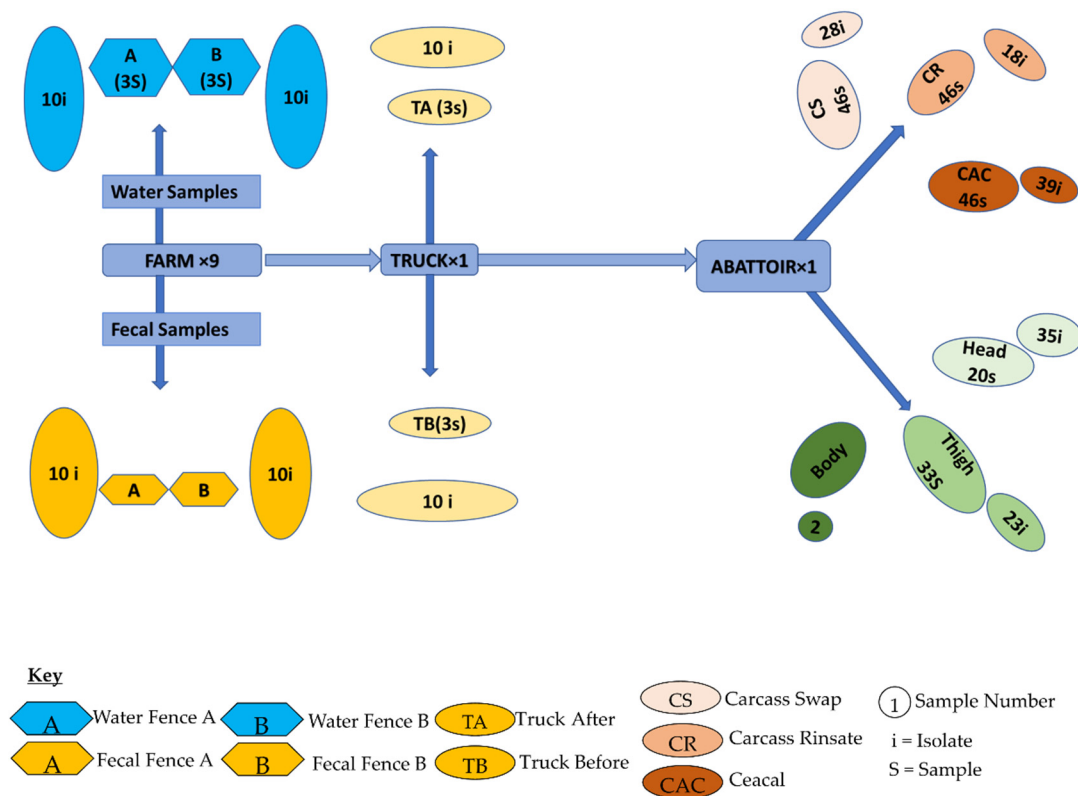 10i
A
(3S)
B
(3S)
10i
Water Samples
FARM ×9
Fecal Samples
10 i
A
B
10i
10 i
TA (3s)
TRUCK×1
TB(3s)
10 i
ABATTOIR×1
28i
CS
46s
CR
46s
18i
CAC
46s
39i
35i
Head
20s
Body
2
Thigh
33S
23i
Key
A Water Fence A
B Water Fence B
TA Truck After
A Fecal Fence A
B Fecal Fence B
TB Truck Before
CS Carcass Swap
CR Carcass Rinsate
CAC Ceacal
1 Sample Number
i = Isolate
S = Sample